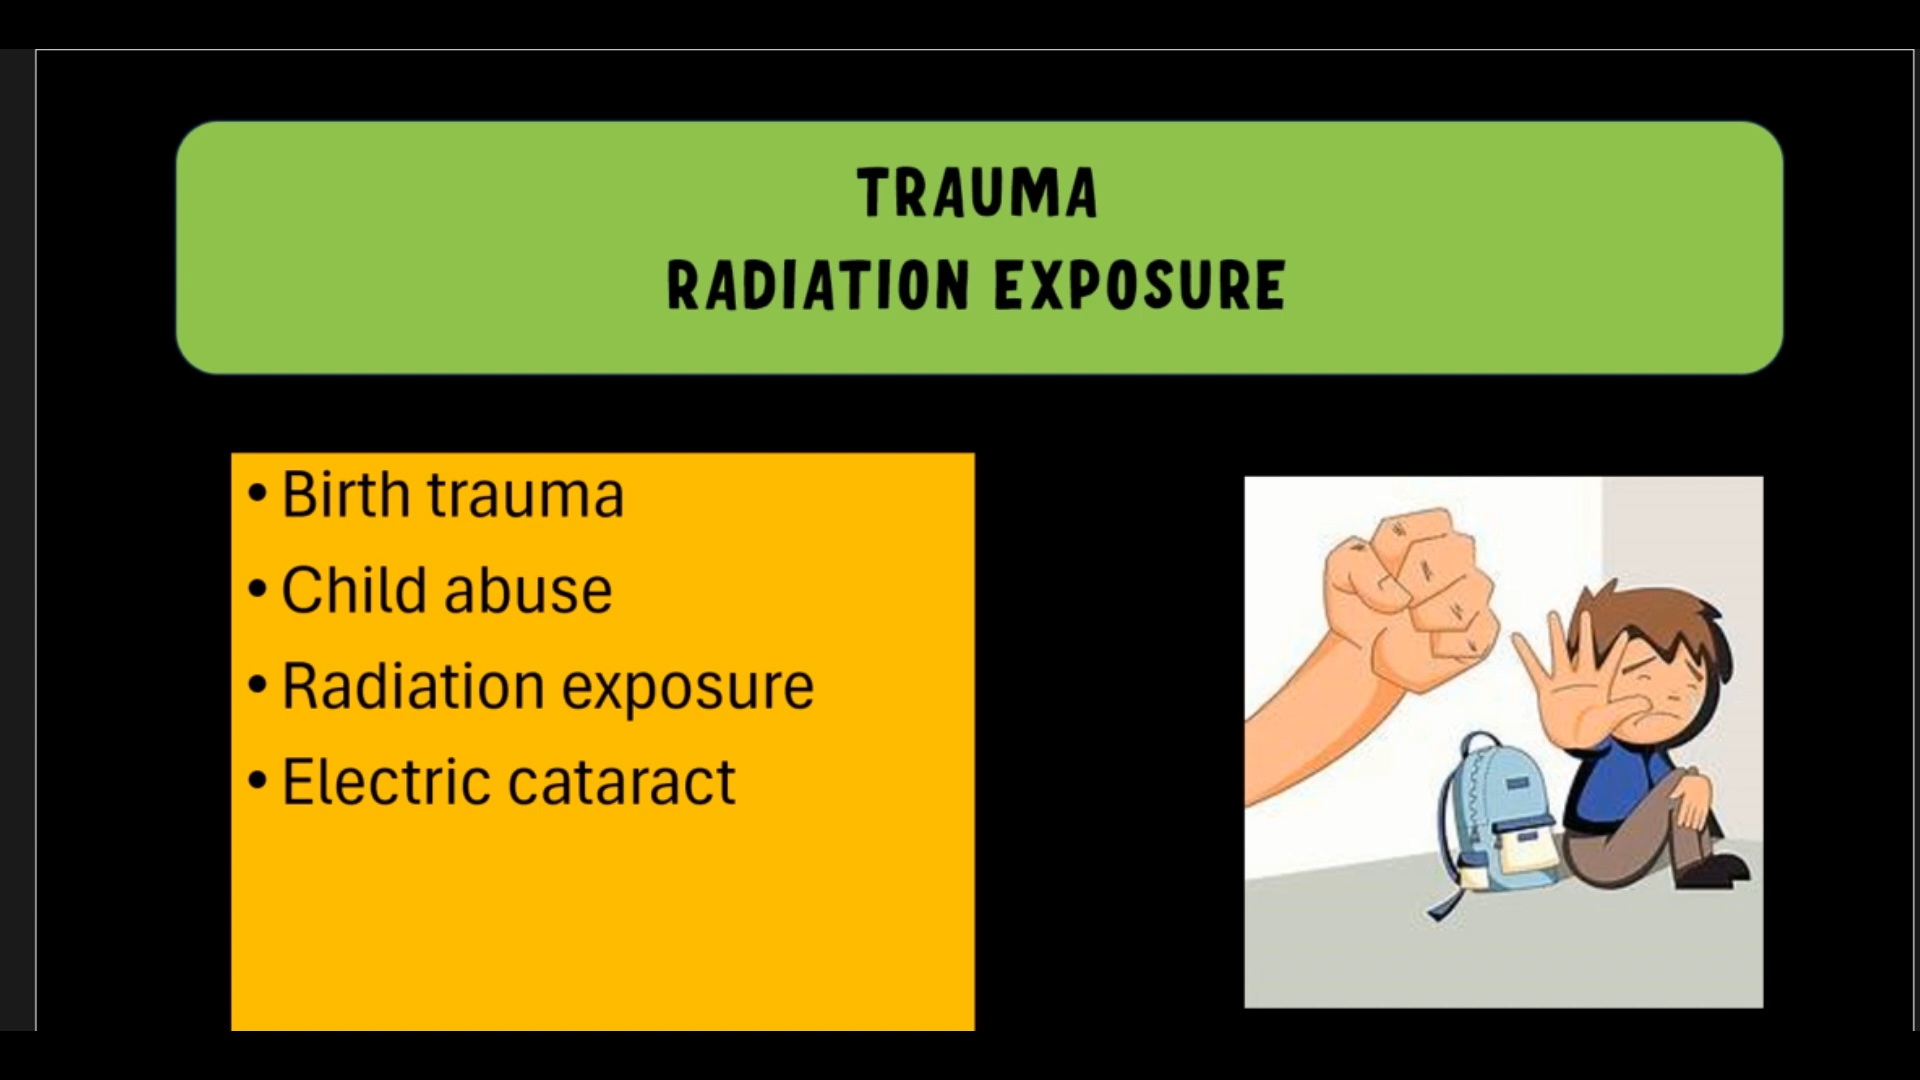 TRAUMA
RADIATION EXPOSURE
• Birth trauma
• Child abuse
• Radiation exposure
• Electric cataract